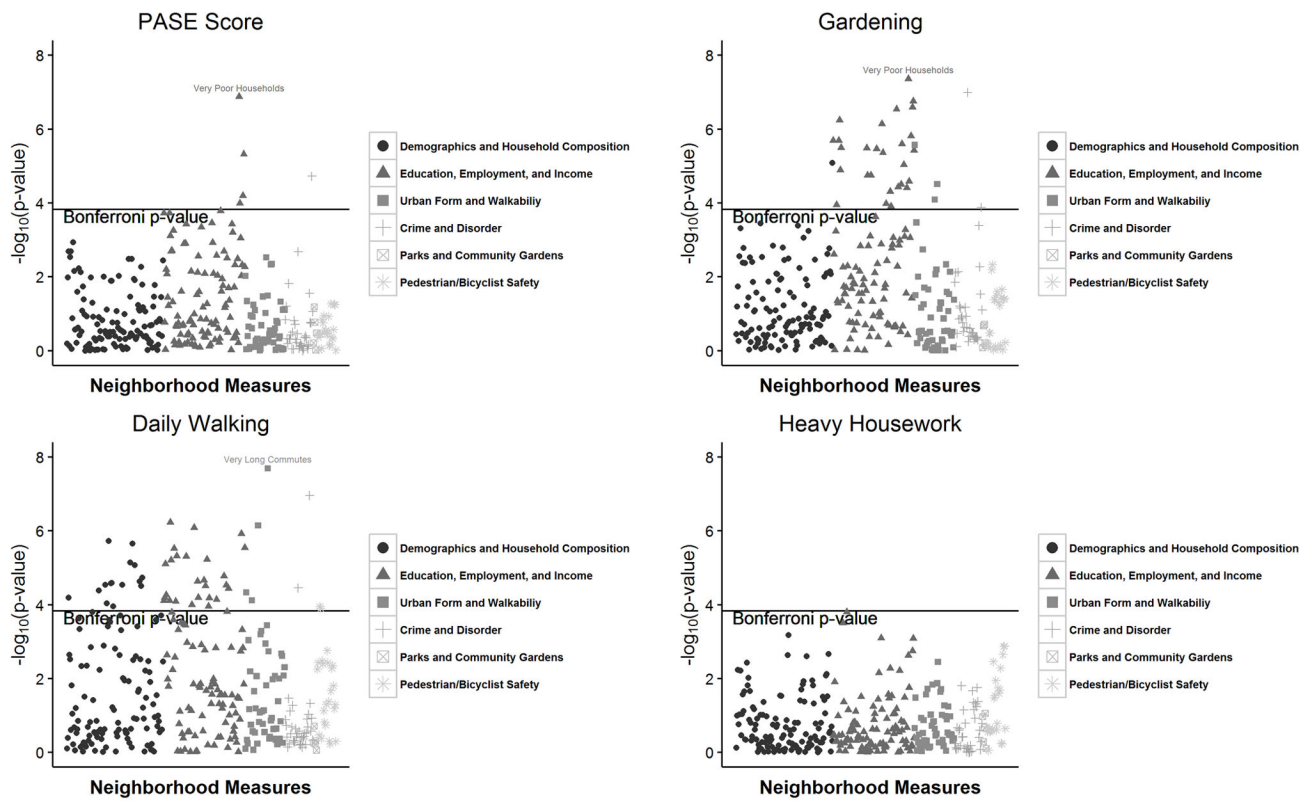 PASE Score
8
6
4
2
0
-log10(p-value)
Very Poor Households
Bonferroni p-value
Neighborhood Measures
Demographics and Household Composition
Education, Employment, and Income
Urban Form and Walkabiliy
Crime and Disorder
Parks and Community Gardens
Pedestrian/Bicyclist Safety
Gardening
8
6
4
2
0
-log10(p-value)
Very Poor Households
Bonferroni p-value
Neighborhood Measures
Demographics and Household Composition
Education, Employment, and Income
Urban Form and Walkabiliy
Crime and Disorder
Parks and Community Gardens
Pedestrian/Bicyclist Safety
Daily Walking
8
6
4
2
0
-log10(p-value)
Very Long Commutes
Bonferroni p-value
Neighborhood Measures
Demographics and Household Composition
Education, Employment, and Income
Urban Form and Walkabiliy
Crime and Disorder
Parks and Community Gardens
Pedestrian/Bicyclist Safety
Heavy Housework
8
6
4
2
0
-log10(p-value)
Bonferroni p-value
Neighborhood Measures
Demographics and Household Composition
Education, Employment, and Income
Urban Form and Walkabiliy
Crime and Disorder
Parks and Community Gardens
Pedestrian/Bicyclist Safety